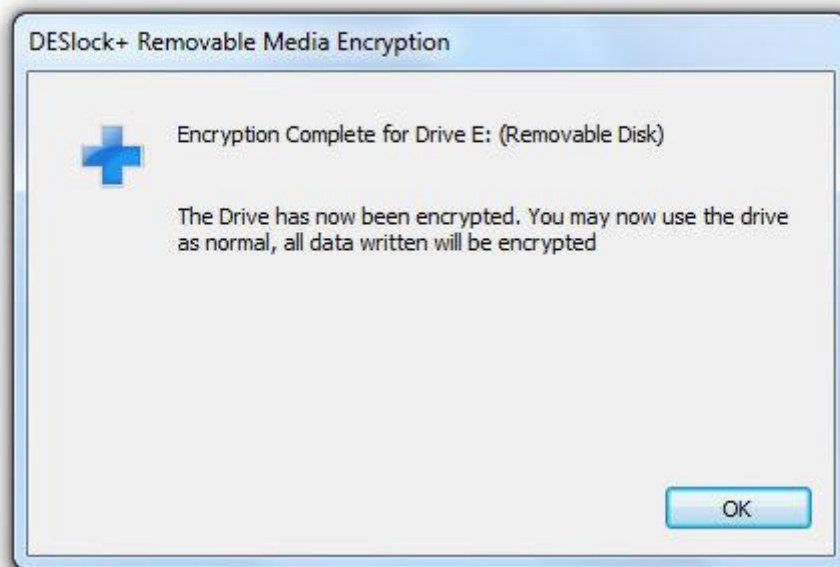 DESlock+ Removable Media Encryption
Encryption Complete for Drive E: (Removable Disk)
The Drive has now been encrypted. You may now use the drive
as normal, all data written will be encrypted
OK